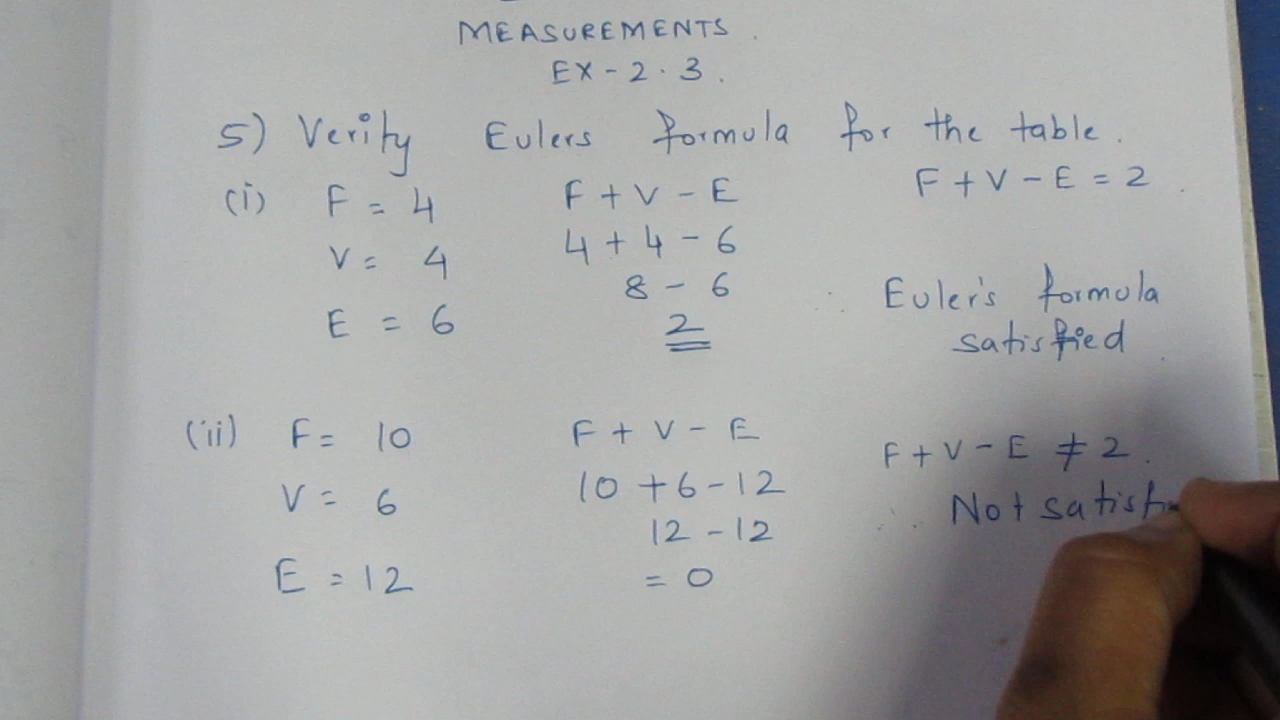 MEASUREMENTS.
EX-2.3.
5) Verify Eulers formula for the table.
F + V - E = 2.
(i) F = 4
V = 4
E = 6
F + V - E
4 + 4 - 6
8 - 6
2
∴ Euler's formula
satisfied.
(ii) F = 10
V = 6
E = 12
F + V - E
10 + 6 - 12
12 - 12
= 0
F + V - E ≠ 2.
∴ Not